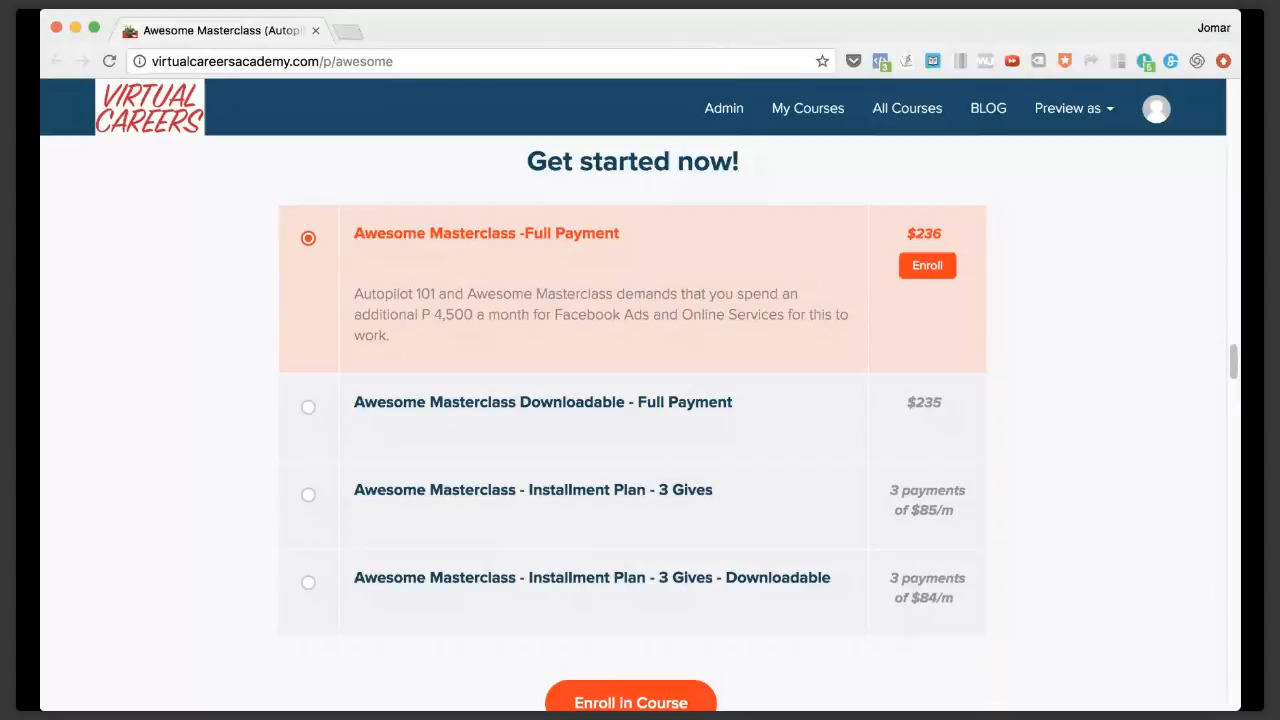 Awesome Masterclass (Autopi
Jomar
virtualcareersacademy.com/p/awesome
VIRTUAL
CAREERS
Admin
My Courses
All Courses
BLOG
Preview as
Get started now!
Awesome Masterclass -Full Payment
$236
Enroll
Autopilot 101 and Awesome Masterclass demands that you spend an
additional P 4,500 a month for Facebook Ads and Online Services for this to
work.
Awesome Masterclass Downloadable - Full Payment
$235
Awesome Masterclass - Installment Plan - 3 Gives
3 payments
of $85/m
Awesome Masterclass - Installment Plan - 3 Gives - Downloadable
3 payments
of $84/m
Enroll in Course